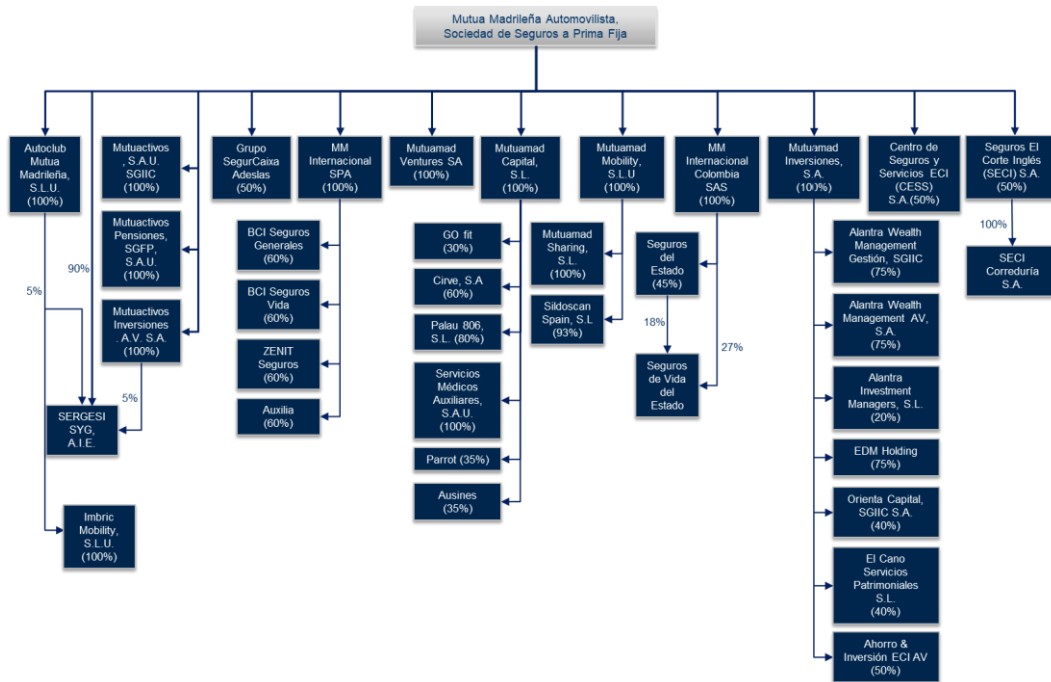 Mutua Madrileña Automovilista,
Sociedad de Seguros a Prima Fija
Autoclub
Mutua
Madrileña,
S.L.U.
(100%)
Mutuactivos
, S.A.U.
SGIIC
(100%)
Mutuactivos
Pensiones,
SGFP,
S.A.U.
(100%)
Mutuactivos
Inversiones
. A.V. S.A.
(100%)
90%
5%
5%
SERGESI
SYG,
A.I.E.
Imbric
Mobility,
S.L.U.
(100%)
Grupo
SegurCaixa
Adeslas
(50%)
MM
Internacional
SPA
(100%)
BCI Seguros
Generales
(60%)
BCI Seguros
Vida
(60%)
ZENIT
Seguros
(60%)
Auxilia
(60%)
Mutuamad
Ventures SA
(100%)
Mutuamad
Capital,
S.L.
(100%)
GO fit
(30%)
Cirve, S.A
(60%)
Palau 806,
S.L. (80%)
Servicios
Médicos
Auxiliares,
S.A.U.
(100%)
Parrot (35%)
Ausines
(35%)
Mutuamad
Mobility,
S.L.U
(100%)
Mutuamad
Sharing,
S.L.
(100%)
Sildoscan
Spain, S.L
(93%)
MM
Internacional
Colombia
SAS
(100%)
Seguros
del
Estado
(45%)
18%
27%
Seguros
de Vida
del
Estado
Mutuamad
Inversiones,
S.A.
(100%)
Alantra Wealth
Management
Gestión, SGIIC
(75%)
Alantra Wealth
Management AV,
S.A.
(75%)
Alantra
Investment
Managers, S.L.
(20%)
EDM Holding
(75%)
Orienta Capital,
SGIIC S.A.
(40%)
El Cano
Servicios
Patrimoniales
S.L.
(40%)
Ahorro &
Inversión ECI AV
(50%)
Centro de
Seguros y
Servicios ECI
(CESS)
S.A.(50%)
Seguros El
Corte Inglés
(SECI) S.A.
(50%)
100%
SECI
Correduría
S.A.